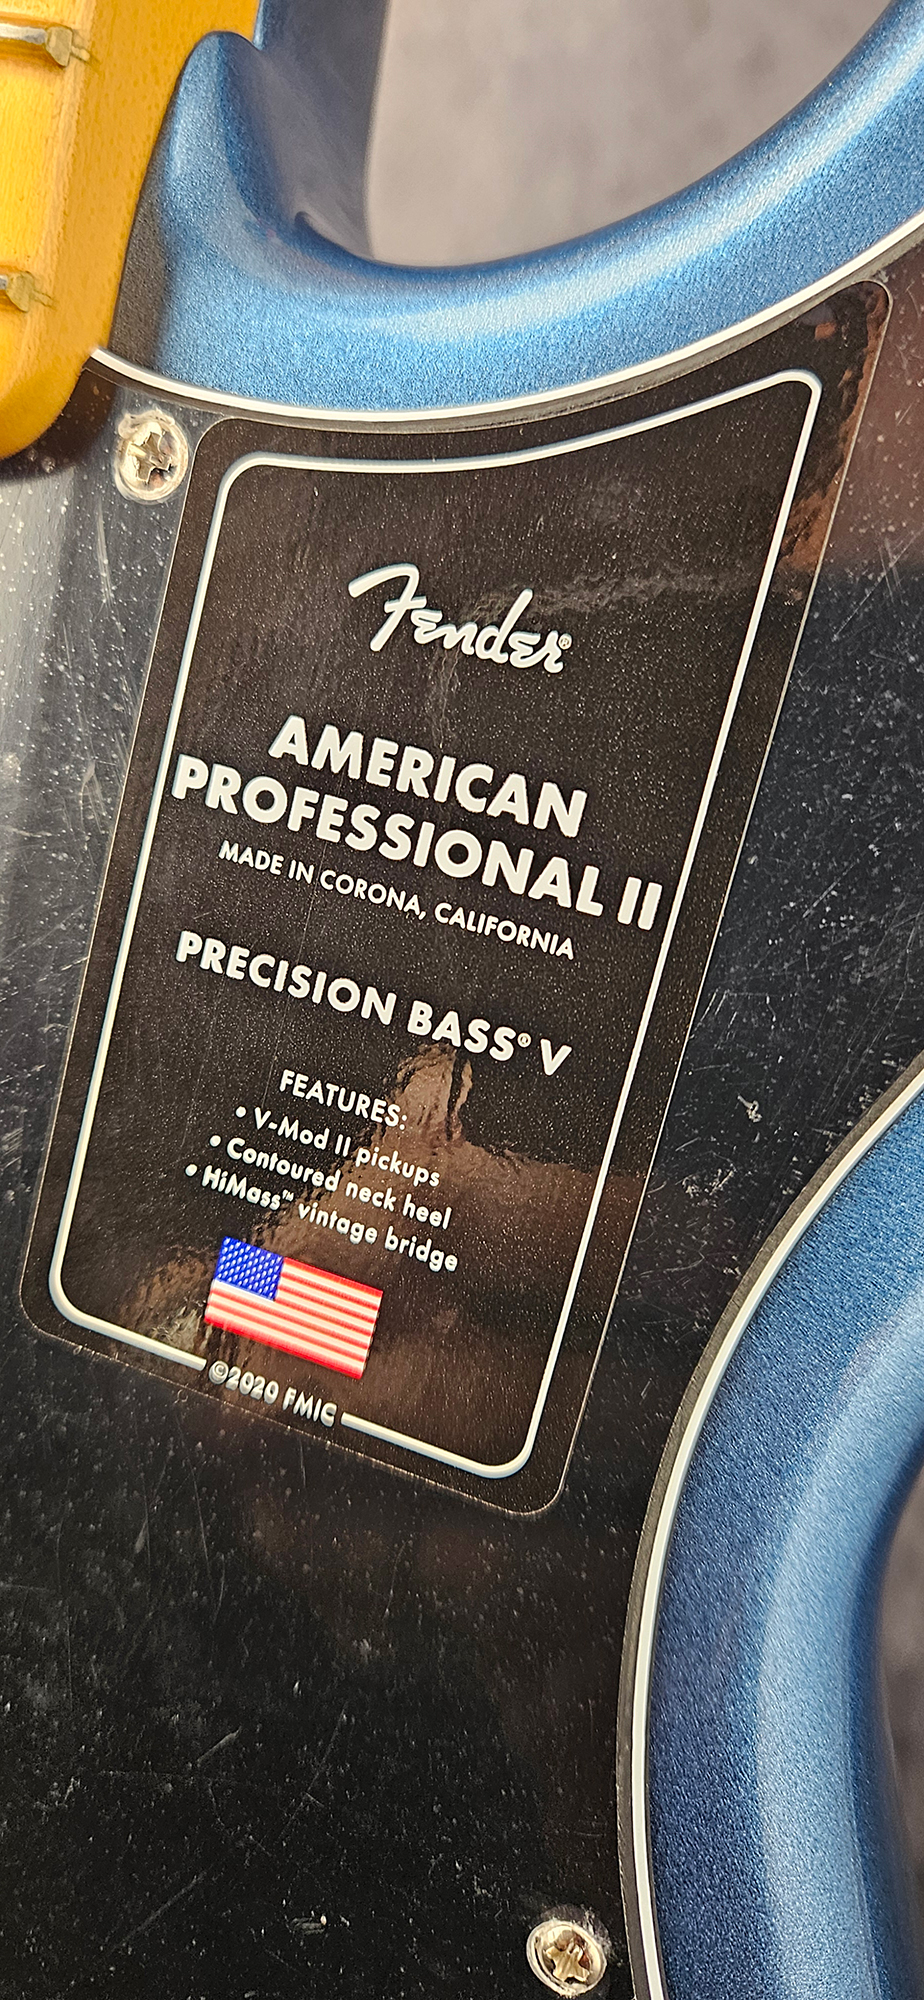 Fender®
AMERICAN
PROFESSIONAL II
MADE IN CORONA, CALIFORNIA
PRECISION BASS® V
FEATURES:
• V-Mod II pickups
• Contoured neck heel
• HiMass™ vintage bridge
©2020 FMIC